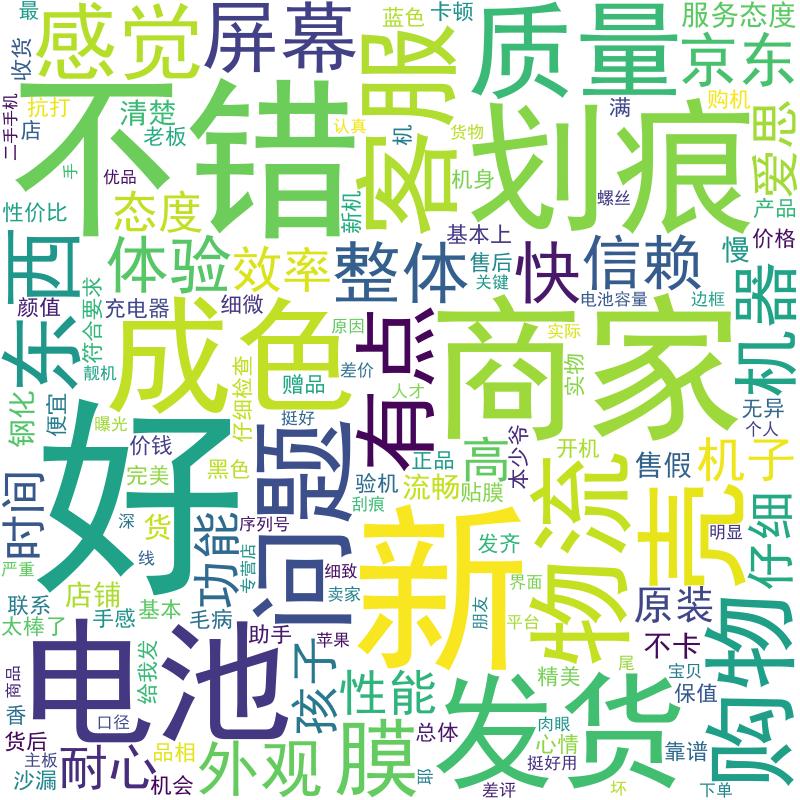 最
感觉
屏幕
蓝色
卡顿
服务态度
收货
客服
质量
京东
二手手机
抗打
店
清楚
老板
不错
认真
机
货物
划痕
满
购机
爱思
手
优品
机身
螺丝
性价比
态度
新机
产品
东西
体验
效率
整体
基本上
售后
关键
快
信赖
慢
价格
颜值
符合要求
充电器
细微
电池容量
边框
机器
靓机
成色
原因
有点
商家
实际
实物
钢化
便宜
赠品
差价
仔细检查
人才
无异
个人
曝光
好
价钱
挺好
问题
正品
高
本少爷
开机
售假
机子
完美
黑色
验机
流畅
贴膜
刮痕
物流
壳
仔细
时间
深
货
功能
序列号
新
发齐
明显
严重
线
专营店
细致
卖家
界面
联系
店铺
基本
手感
毛病
朋友
平台
原装
购物
太棒了
助手
苹果
不卡
电池
给我发
孩子
性能
精美
尾
宝贝
保值
商品
香
口径
发货
货后
主板
耐心
品相
机会
外观
膜
总体
肉眼
心情
挺好用
靠谱
沙漏
耶
差评
坏
下单